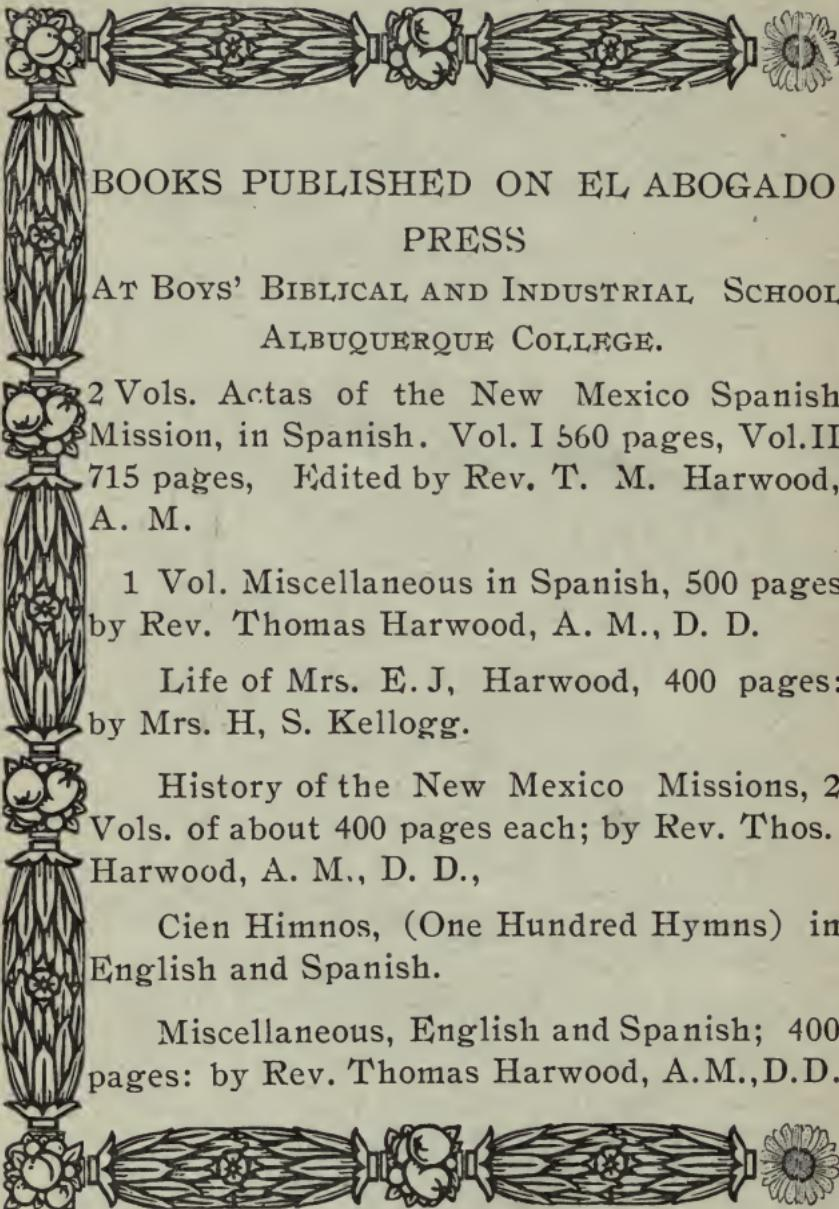 BOOKS PUBLISHED ON EL ABOGADO
PRESS
AT BOYS' BIBLICAL AND INDUSTRIAL SCHOOL
ALBUQUERQUE COLLEGE.
2 Vols. Actas of the New Mexico Spanish
Mission, in Spanish. Vol. I 560 pages, Vol.II
715 pages, Edited by Rev. T. M. Harwood,
A. M.
1 Vol. Miscellaneous in Spanish, 500 pages
by Rev. Thomas Harwood, A. M., D. D.
Life of Mrs. E. J, Harwood, 400 pages:
by Mrs. H, S. Kellogg.
History of the New Mexico Missions, 2
Vols. of about 400 pages each; by Rev. Thos.
Harwood, A. M., D. D.,
Cien Himnos, (One Hundred Hymns) in
English and Spanish.
Miscellaneous, English and Spanish; 400
pages: by Rev. Thomas Harwood, A.M.,D.D.